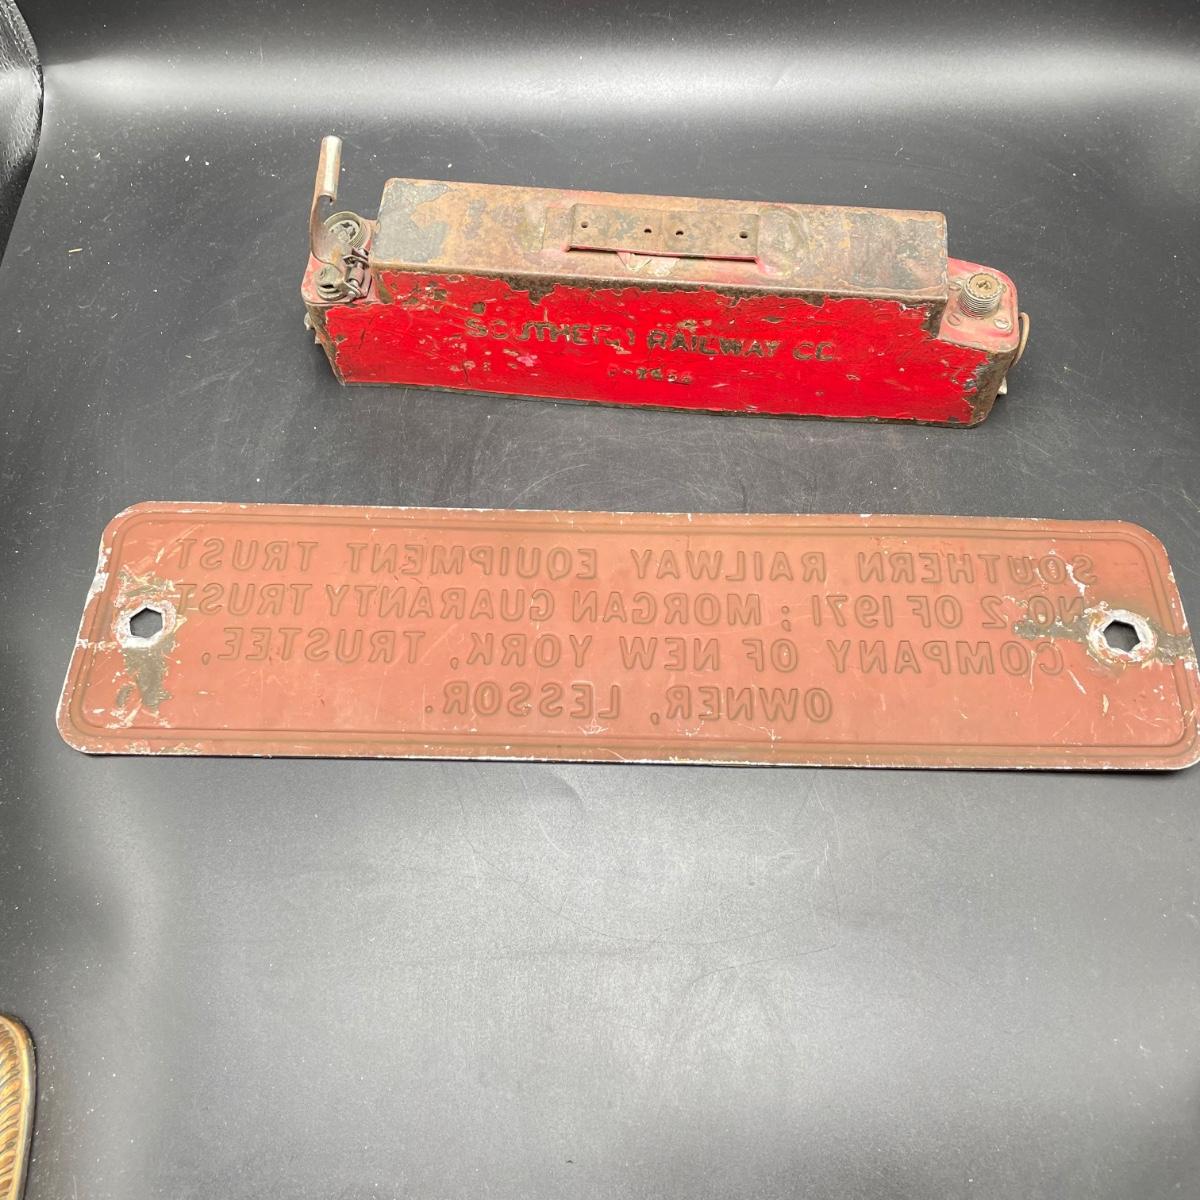 SOUTHERN RAILWAY CO.
SOUTHERN RAILWAY EQUIPMENT TRUST
NO. 2 OF 1971 ; MORGAN GUARANTY TRUST
COMPANY OF NEW YORK, TRUSTEE,
OWNER, LESSOR.